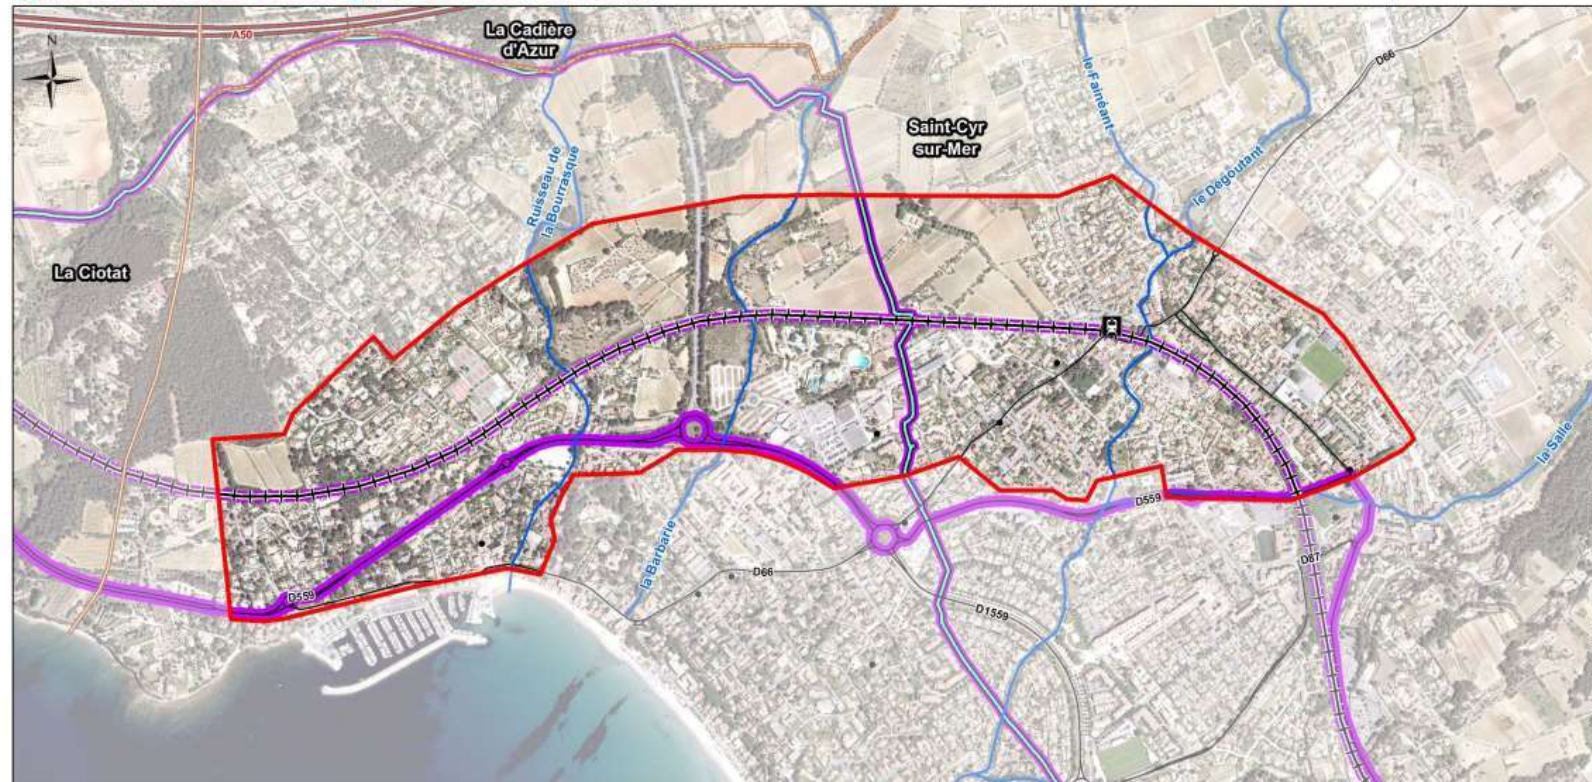 A50
La Cadière
d'Azur
N
D66
le Fainéant
Saint-Cyr
sur-Mer
le Dégoutant
Ruisseau de
la Bourrasque
La Ciotat
la Salle
D559
la Barbarie
D87
D66
D559
D1559